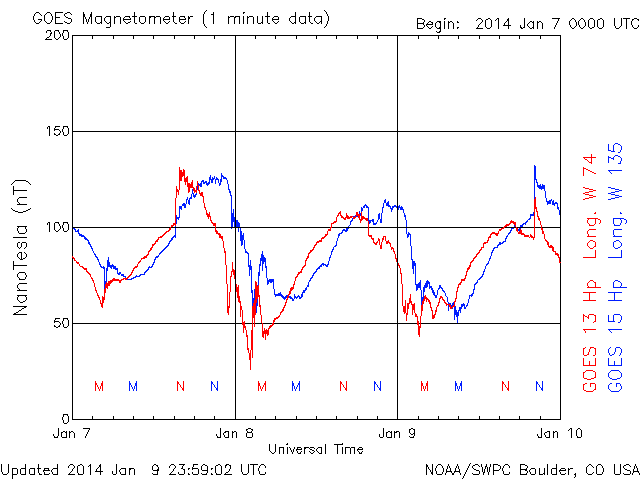 GOES Magnetometer (1 minute data)
Begin: 2014 Jan 7 0000 UTC
200
150
100
50
0
NanoTesla (nT)
M M N N M M N N M M N N
Jan 7 Jan 8 Jan 9 Jan 10
Universal Time
GOES 13 Hp Long. W 74
GOES 15 Hp Long. W 135
Updated 2014 Jan 9 23:59:02 UTC
NOAA/SWPC Boulder, CO USA